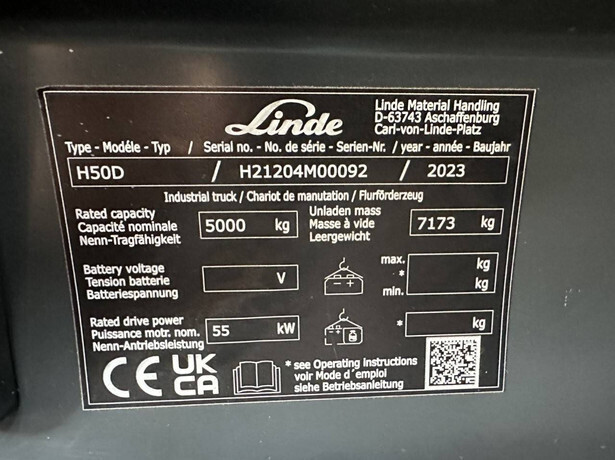 Linde
Linde Material Handling
D-63743 Aschaffenburg
Carl-von-Linde-Platz
Type - Modéle - Typ / Serial no. - No. de série - Serien-Nr. / year - année - Baujahr
H50D / H21204M00092 / 2023
Industrial truck / Chariot de manutation / Flurförderzeug
Rated capacity
Capacité nominale
Nenn-Tragfähigkeit
5000 kg
Unladen mass
Masse à vide
Leergewicht
7173 kg
Battery voltage
Tension batterie
Batteriespannung
V
- +
max.
*
min.
kg
kg
Rated drive power
Puissance motr. nom.
Nenn-Antriebsleistung
55 kW
- +
* kg
CE UK
CA
* see Operating Instructions
voir Mode d'emploi
siehe Betriebsanleitung